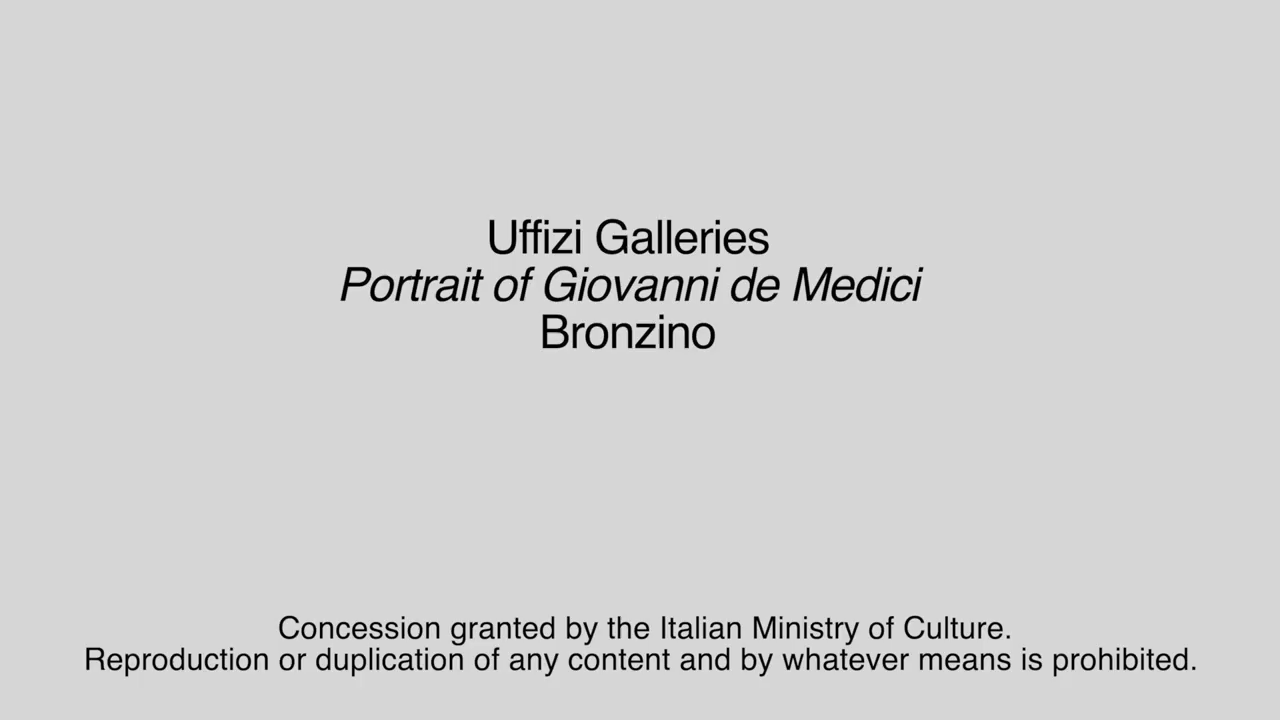 Uffizi Galleries
Portrait of Giovanni de Medici
Bronzino
Concession granted by the Italian Ministry of Culture.
Reproduction or duplication of any content and by whatever means is prohibited.